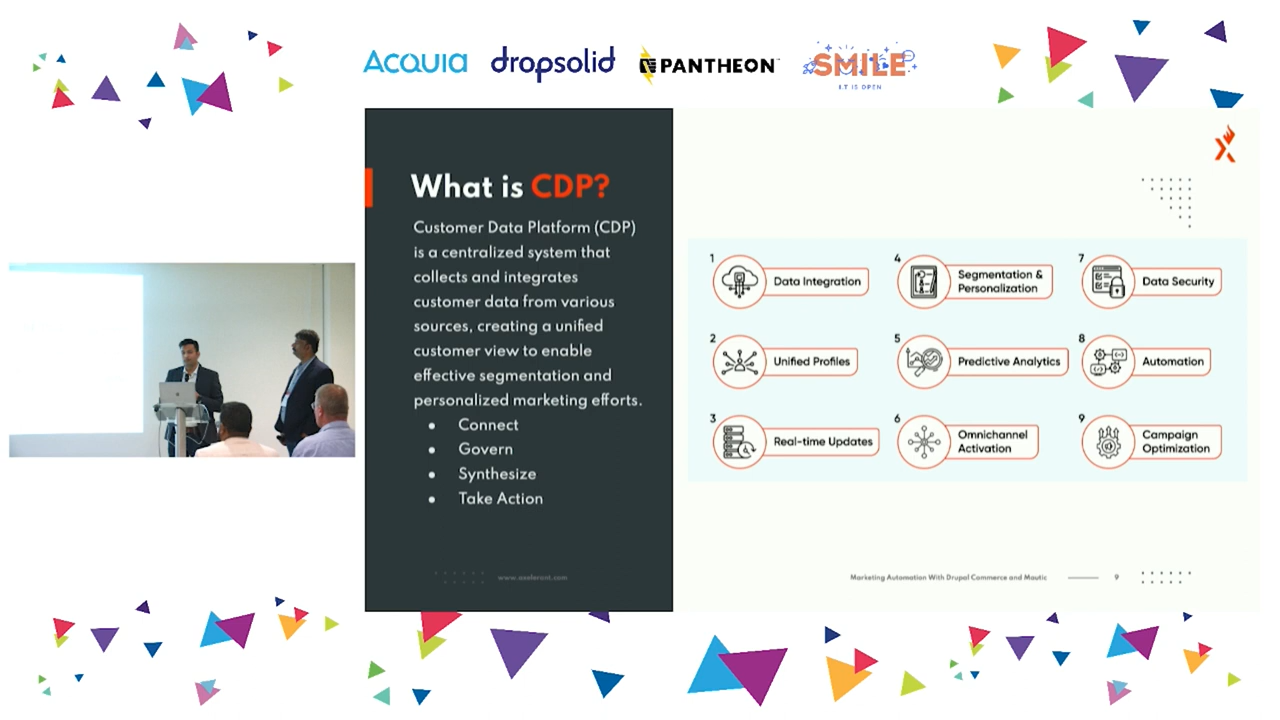 ACQUIA dropsolid PANTHEON SMILE
I.T IS OPEN
What is CDP?
Customer Data Platform (CDP)
is a centralized system that
collects and integrates
customer data from various
sources, creating a unified
customer view to enable
effective segmentation and
personalized marketing efforts.
Connect
Govern
Synthesize
Take Action
www.axelerant.com
1 Data Integration
2 Unified Profiles
3 Real-time Updates
4 Segmentation &
Personalization
5 Predictive Analytics
6 Omnichannel
Activation
7 Data Security
8 Automation
9 Campaign
Optimization
Marketing Automation With Drupal Commerce and Mautic 9